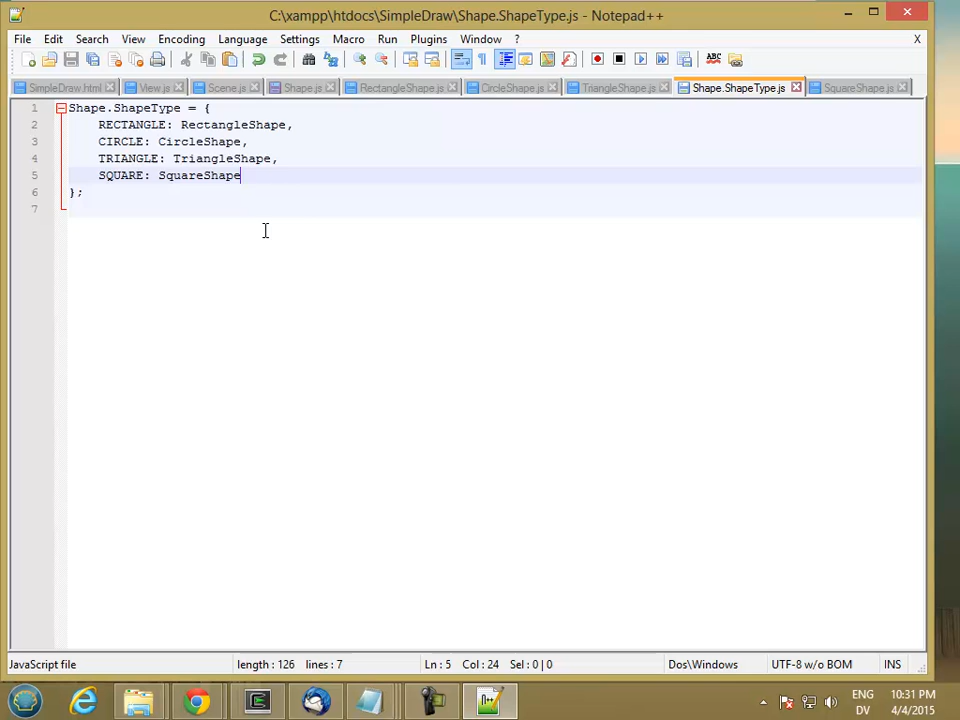 C:\xampp\htdocs\SimpleDraw\Shape.ShapeType.js - Notepad++
File Edit Search View Encoding Language Settings Macro Run Plugins Window ? X
ABC
SimpleDraw.html View.js Scene.js Shape.js RectangleShape.js CircleShape.js TriangleShape.js Shape.ShapeType.js SquareShape.js
1 Shape.ShapeType = {
2 RECTANGLE: RectangleShape,
3 CIRCLE: CircleShape,
4 TRIANGLE: TriangleShape,
5 SQUARE: SquareShape
6 };
7
JavaScript file length : 126 lines : 7 Ln : 5 Col : 24 Sel : 0 | 0 Dos\Windows UTF-8 w/o BOM INS
ENG 10:31 PM
DV 4/4/2015